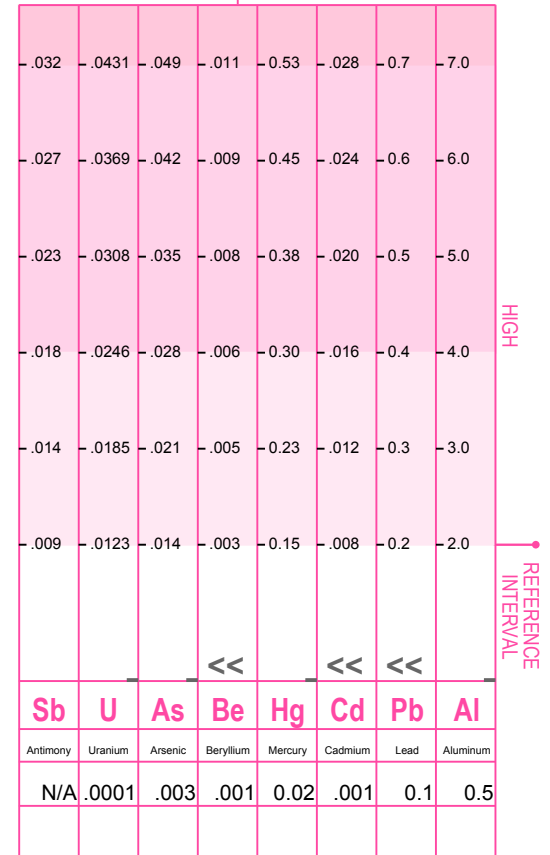 .032 .0431 .049 .011 0.53 .028 0.7 7.0
.027 .0369 .042 .009 0.45 .024 0.6 6.0
.023 .0308 .035 .008 0.38 .020 0.5 5.0
HIGH
.018 .0246 .028 .006 0.30 .016 0.4 4.0
.014 .0185 .021 .005 0.23 .012 0.3 3.0
.009 .0123 .014 .003 0.15 .008 0.2 2.0
REFERENCE
INTERVAL
<< << <<
Sb U As Be Hg Cd Pb Al
Antimony Uranium Arsenic Beryllium Mercury Cadmium Lead Aluminum
N/A .0001 .003 .001 0.02 .001 0.1 0.5